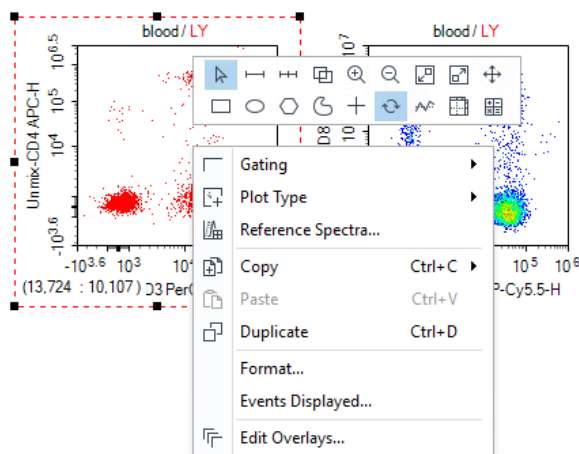 blood / LY
Unmix-CD4 APC-H
10^6.5
10^5
10^4
-10^3.6
-10^3.6 10^3
(13,724 : 10,107)
blood / LY
10^7
10^5 10^6
P-Cy5.5-H
Gating
Plot Type
Reference Spectra...
Copy Ctrl+C
Paste Ctrl+V
Duplicate Ctrl+D
Format...
Events Displayed...
Edit Overlays...